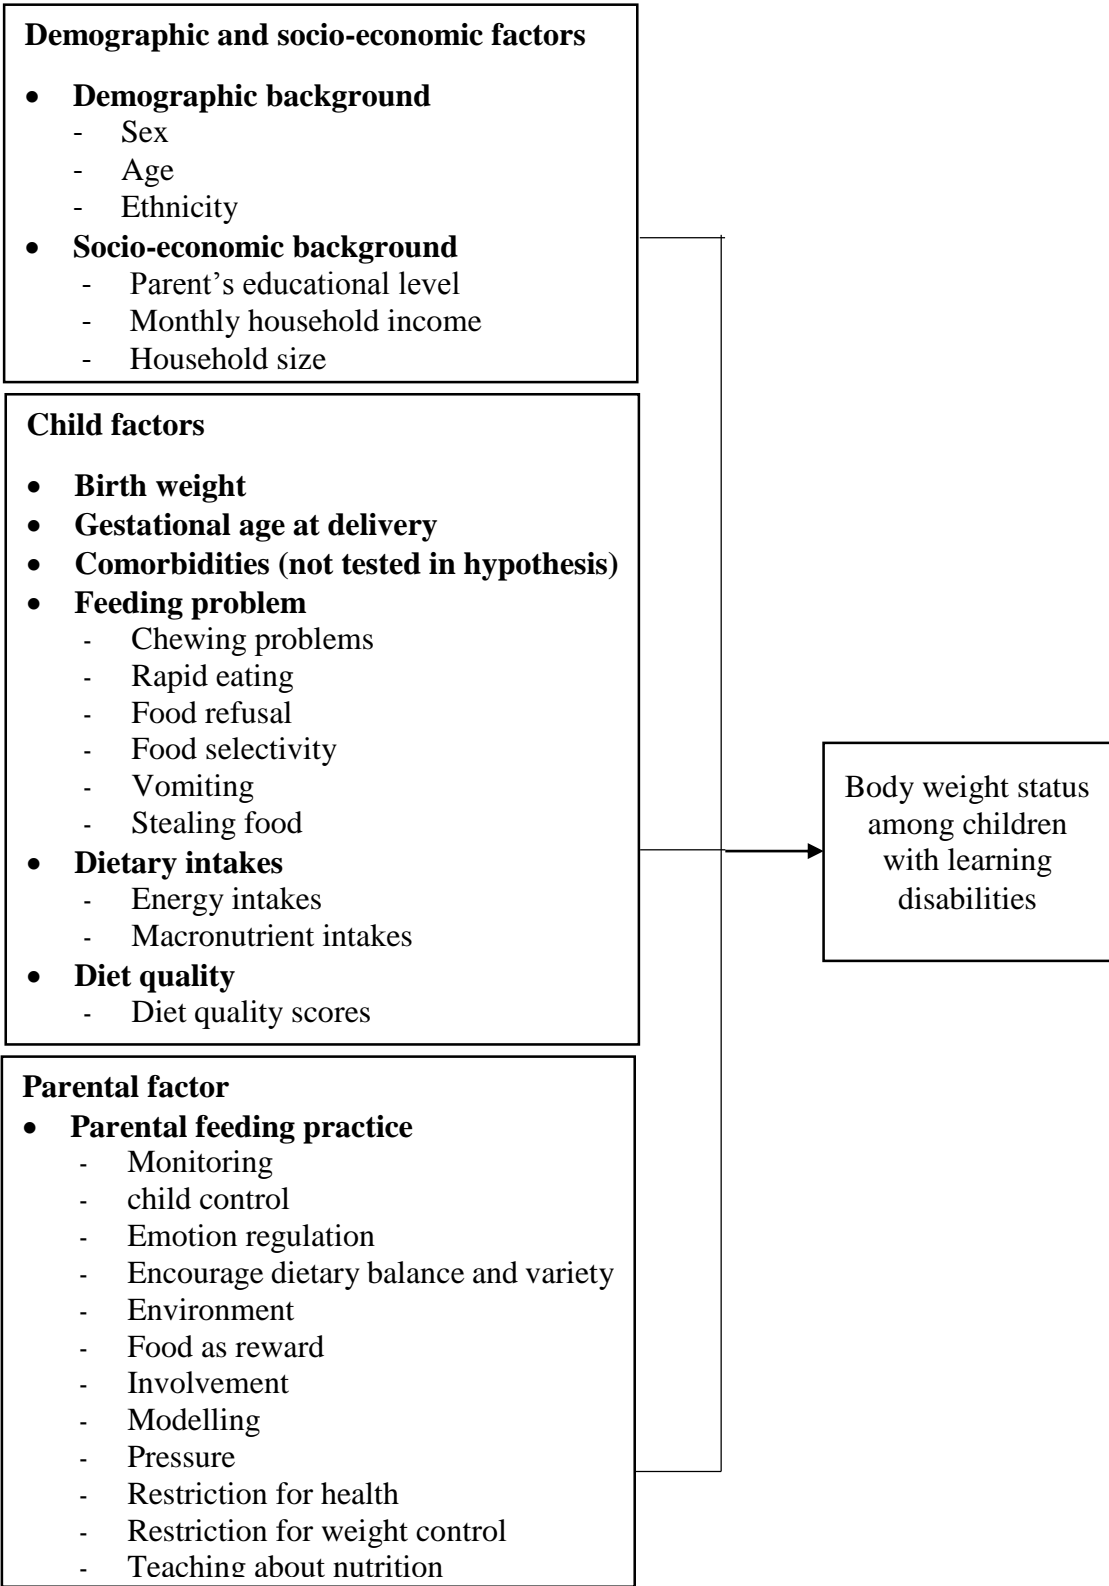 Demographic and socio-economic factors
• Demographic background
- Sex
- Age
- Ethnicity
• Socio-economic background
- Parent’s educational level
- Monthly household income
- Household size
Child factors
• Birth weight
• Gestational age at delivery
• Comorbidities (not tested in hypothesis)
• Feeding problem
- Chewing problems
- Rapid eating
- Food refusal
- Food selectivity
- Vomiting
- Stealing food
• Dietary intakes
- Energy intakes
- Macronutrient intakes
• Diet quality
- Diet quality scores
Parental factor
• Parental feeding practice
- Monitoring
- child control
- Emotion regulation
- Encourage dietary balance and variety
- Environment
- Food as reward
- Involvement
- Modelling
- Pressure
- Restriction for health
- Restriction for weight control
- Teaching about nutrition
Body weight status
among children
with learning
disabilities